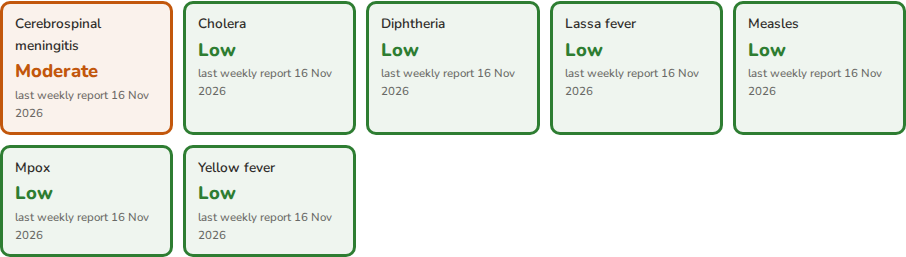 Cerebrospinal
meningitis
Moderate
last weekly report 16 Nov
2026
Cholera
Low
last weekly report 16 Nov
2026
Diphtheria
Low
last weekly report 16 Nov
2026
Lassa fever
Low
last weekly report 16 Nov
2026
Measles
Low
last weekly report 16 Nov
2026
Mpox
Low
last weekly report 16 Nov
2026
Yellow fever
Low
last weekly report 16 Nov
2026